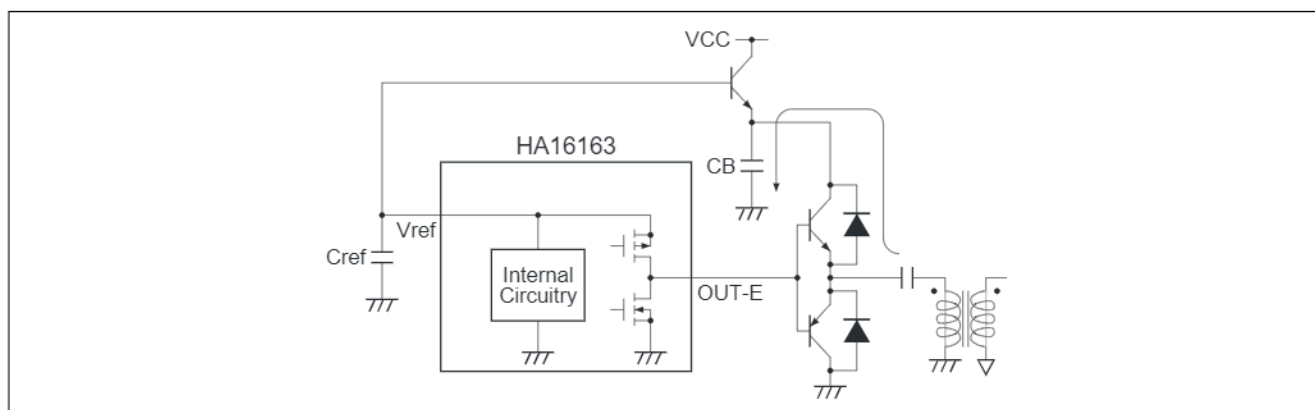 VCC
HA16163
CB
Vref
Cref
Internal
Circuitry
OUT-E